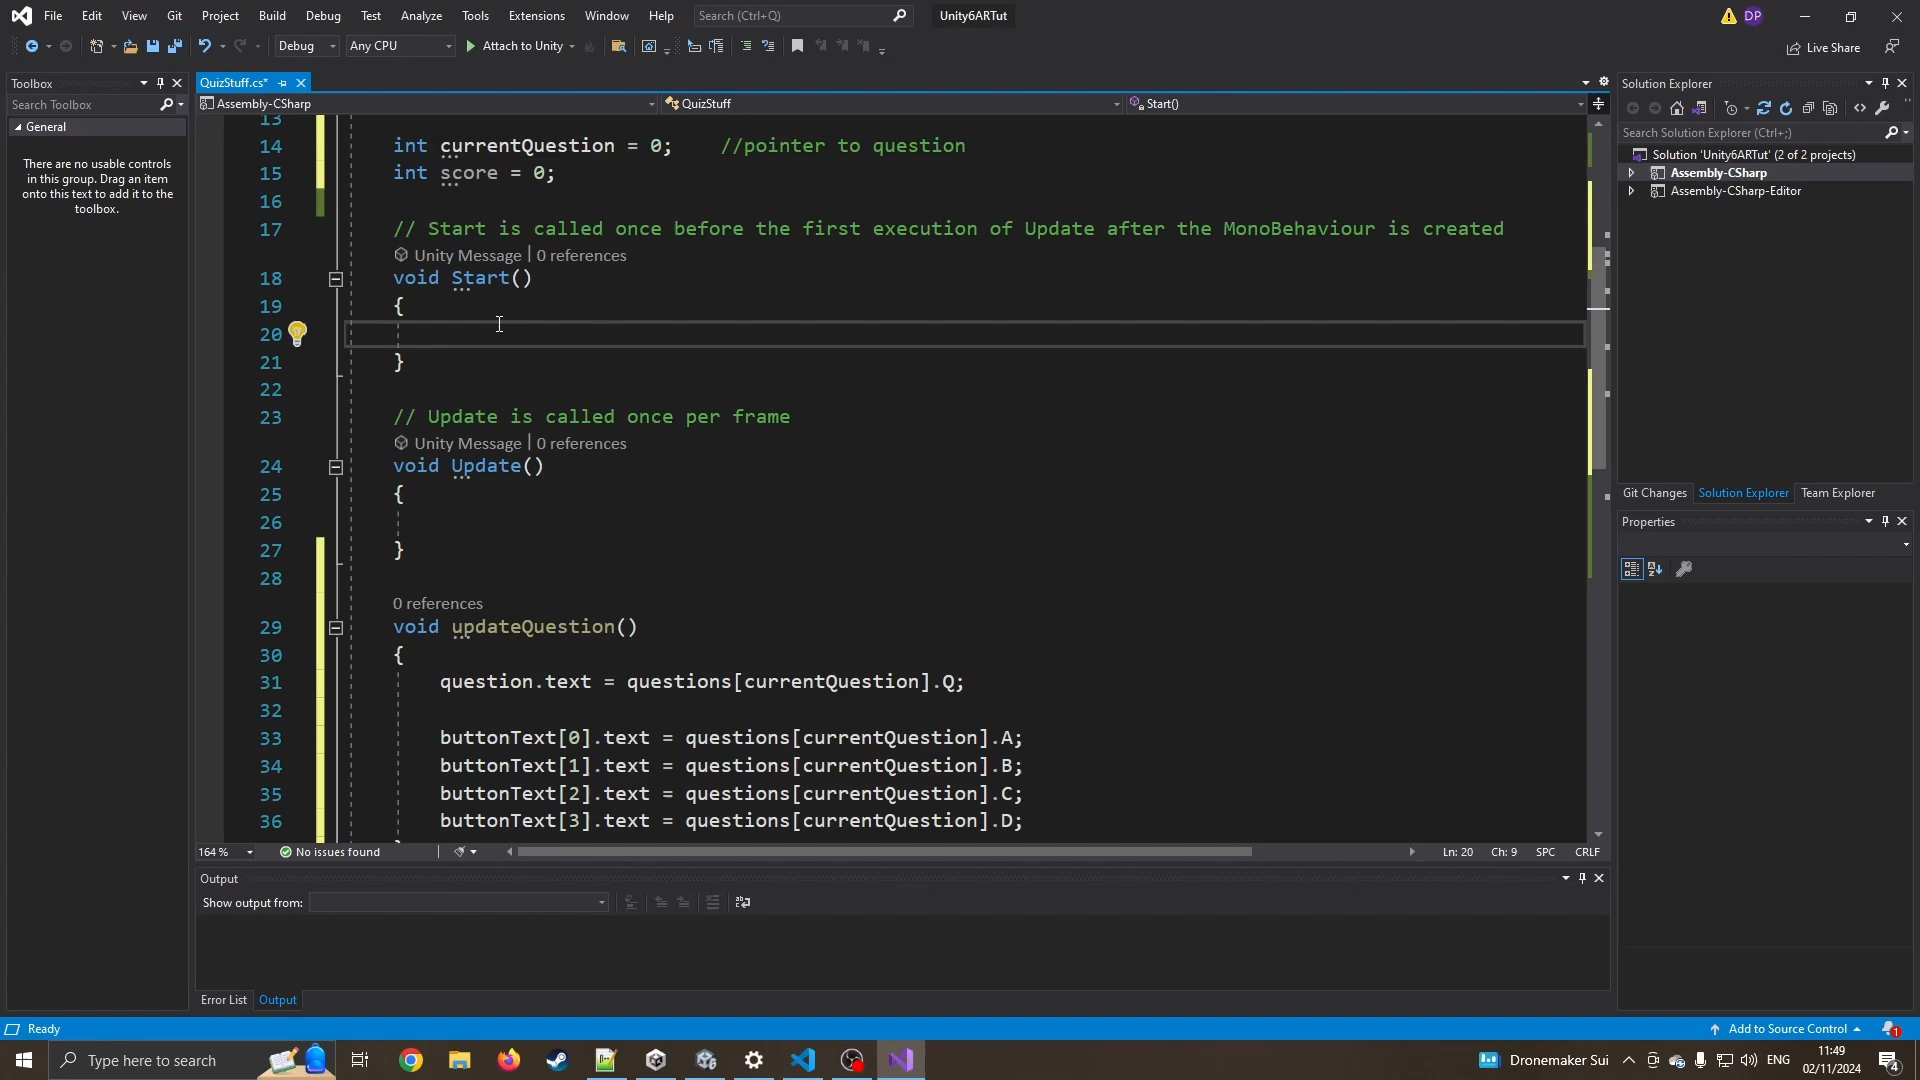 File Edit View Git Project Build Debug Test Analyze Tools Extensions Window Help Search (Ctrl+Q) Unity6ARTut DP
Debug Any CPU Attach to Unity Live Share
Toolbox
Search Toolbox
General
There are no usable controls
in this group. Drag an item
onto this text to add it to the
toolbox.
QuizStuff.cs*
Assembly-CSharp QuizStuff Start()
13
14 int currentQuestion = 0; //pointer to question
15 int score = 0;
16
17 // Start is called once before the first execution of Update after the MonoBehaviour is created
Unity Message | 0 references
18 void Start()
19 {
20
21 }
22
23 // Update is called once per frame
Unity Message | 0 references
24 void Update()
25 {
26
27 }
28
0 references
29 void updateQuestion()
30 {
31 question.text = questions[currentQuestion].Q;
32
33 buttonText[0].text = questions[currentQuestion].A;
34 buttonText[1].text = questions[currentQuestion].B;
35 buttonText[2].text = questions[currentQuestion].C;
36 buttonText[3].text = questions[currentQuestion].D;
164 % No issues found Ln: 20 Ch: 9 SPC CRLF
Output
Show output from:
Error List Output
Solution Explorer
Search Solution Explorer (Ctrl+;)
Solution 'Unity6ARTut' (2 of 2 projects)
Assembly-CSharp
Assembly-CSharp-Editor
Git Changes Solution Explorer Team Explorer
Properties
Ready Add to Source Control 1
Type here to search Dronemaker Sui ENG 11:49
02/11/2024 4